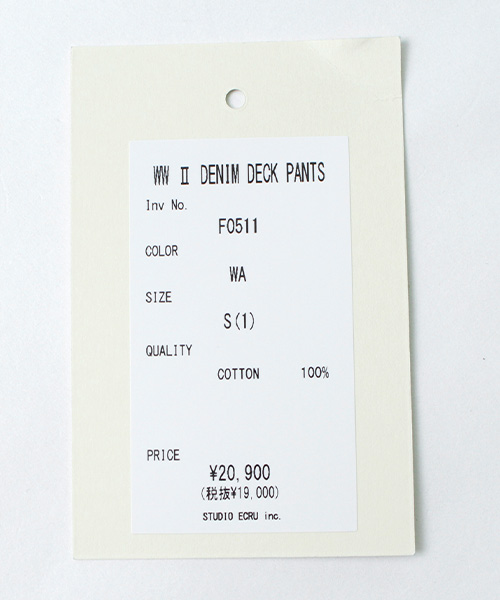 WW Ⅱ DENIM DECK PANTS
Inv No.
F0511
COLOR
WA
SIZE
S(1)
QUALITY
COTTON 100%
PRICE
¥20,900
(税抜¥19,000)
STUDIO ECRU inc.